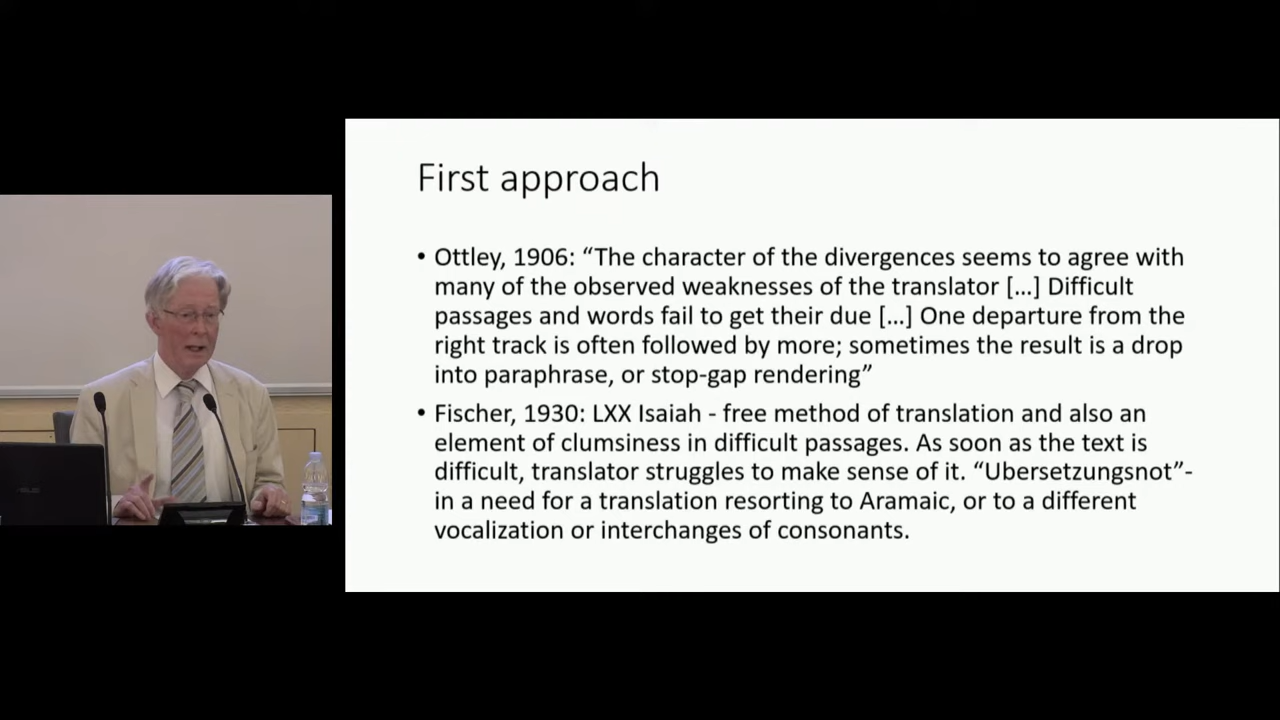 First approach
• Ottley, 1906: “The character of the divergences seems to agree with
many of the observed weaknesses of the translator […] Difficult
passages and words fail to get their due […] One departure from the
right track is often followed by more; sometimes the result is a drop
into paraphrase, or stop-gap rendering”
• Fischer, 1930: LXX Isaiah - free method of translation and also an
element of clumsiness in difficult passages. As soon as the text is
difficult, translator struggles to make sense of it. “Ubersetzungsnot”-
in a need for a translation resorting to Aramaic, or to a different
vocalization or interchanges of consonants.